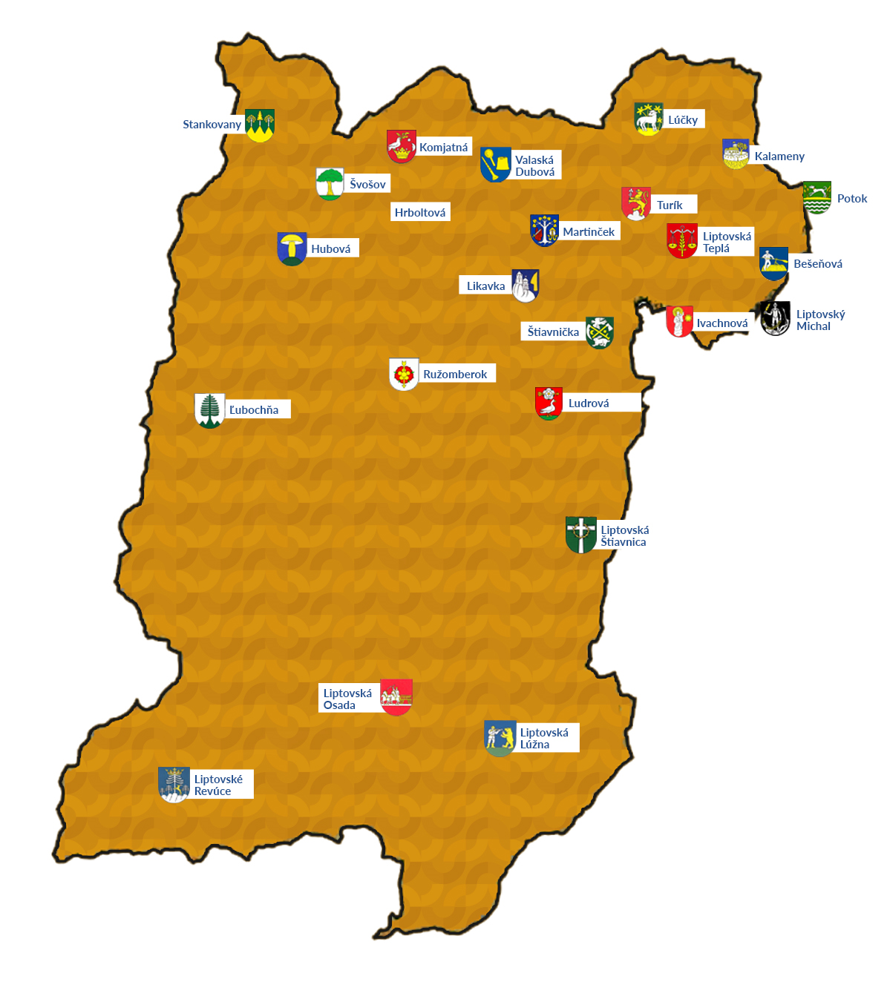 Stankovany
Lúčky
Komjatná
Kalameny
Valaská
Dubová
Švošov
Potok
Turík
Hrboltová
Martinček
Liptovská
Teplá
Hubová
Bešeňová
Likavka
Liptovský
Michal
Ivachnová
Štiavnička
Ružomberok
Ludrová
Ľubochňa
Liptovská
Štiavnica
Liptovská
Osada
Liptovská
Lúžna
Liptovské
Revúce